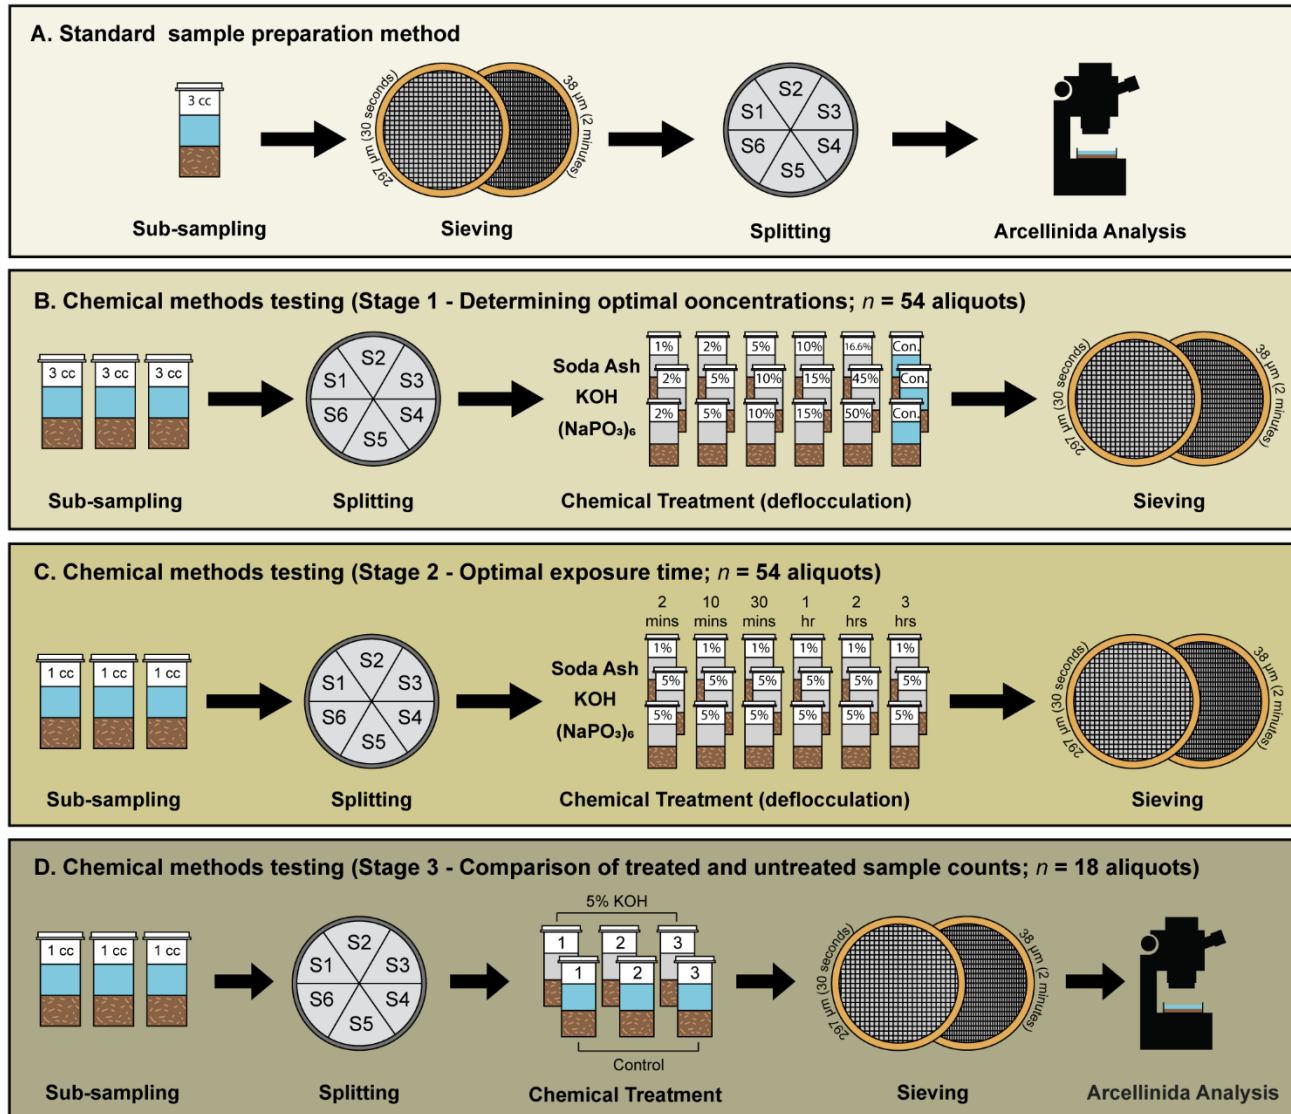 A. Standard sample preparation method
3 cc
297 µm (30 seconds)
38 µm (2 minutes)
S1 S2 S3 S4 S5 S6
Sub-sampling
Sieving
Splitting
Arcellinida Analysis
B. Chemical methods testing (Stage 1 - Determining optimal ooncentrations; n = 54 aliquots)
3 cc 3 cc 3 cc
S1 S2 S3 S4 S5 S6
Soda Ash
KOH
(NaPO₃)₆
1% 2% 5% 10% 16.6% Con.
2% 5% 10% 15% 45% Con.
2% 5% 10% 15% 50% Con.
297 µm (30 seconds)
38 µm (2 minutes)
Sub-sampling
Splitting
Chemical Treatment (deflocculation)
Sieving
C. Chemical methods testing (Stage 2 - Optimal exposure time; n = 54 aliquots)
1 cc 1 cc 1 cc
S1 S2 S3 S4 S5 S6
2 10 30 1 2 3
mins mins mins hr hrs hrs
Soda Ash
KOH
(NaPO₃)₆
1% 1% 1% 1% 1% 1%
5% 5% 5% 5% 5% 5%
5% 5% 5% 5% 5% 5%
297 µm (30 seconds)
38 µm (2 minutes)
Sub-sampling
Splitting
Chemical Treatment (deflocculation)
Sieving
D. Chemical methods testing (Stage 3 - Comparison of treated and untreated sample counts; n = 18 aliquots)
1 cc 1 cc 1 cc
S1 S2 S3 S4 S5 S6
5% KOH
1 2 3
1 2 3
Control
297 µm (30 seconds)
38 µm (2 minutes)
Sub-sampling
Splitting
Chemical Treatment
Sieving
Arcellinida Analysis